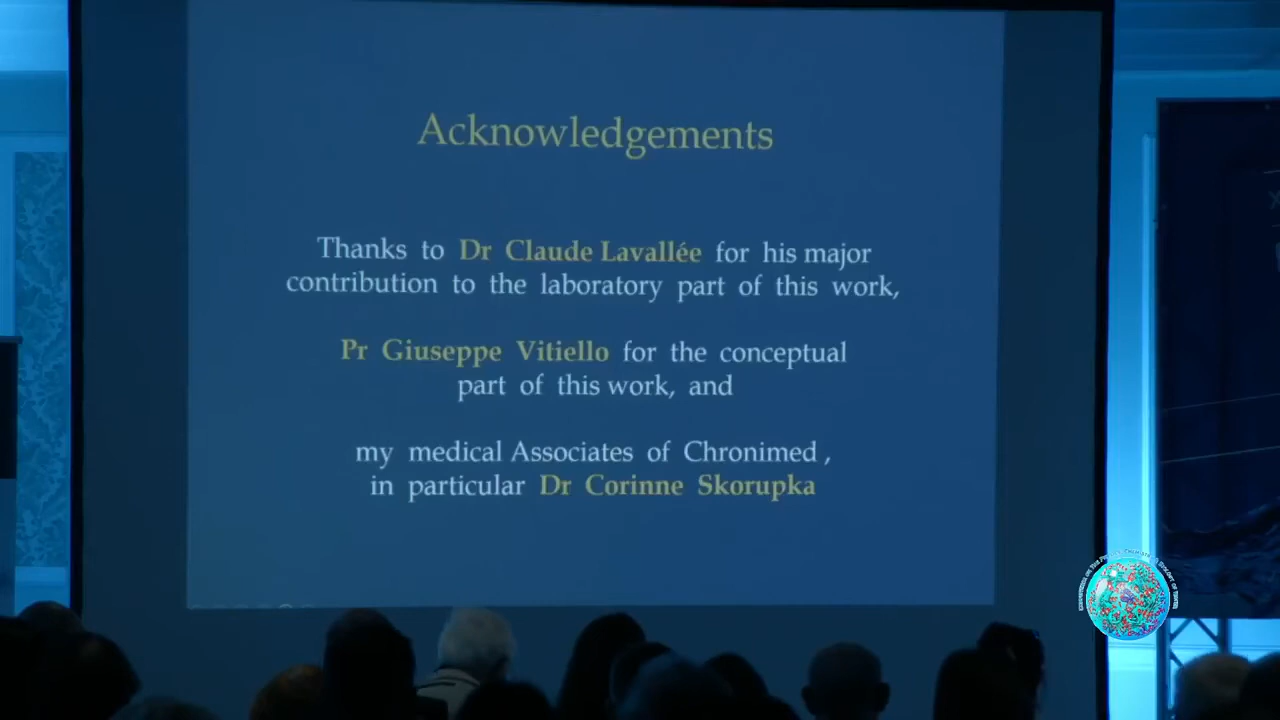 Acknowledgements
Thanks to Dr Claude Lavallée for his major
contribution to the laboratory part of this work,
Pr Giuseppe Vitiello for the conceptual
part of this work, and
my medical Associates of Chronimed ,
in particular Dr Corinne Skorupka